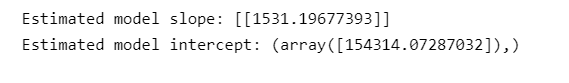 Estimated model slope: [[1531.19677393]]
Estimated model intercept: (array([154314.07287032]),)